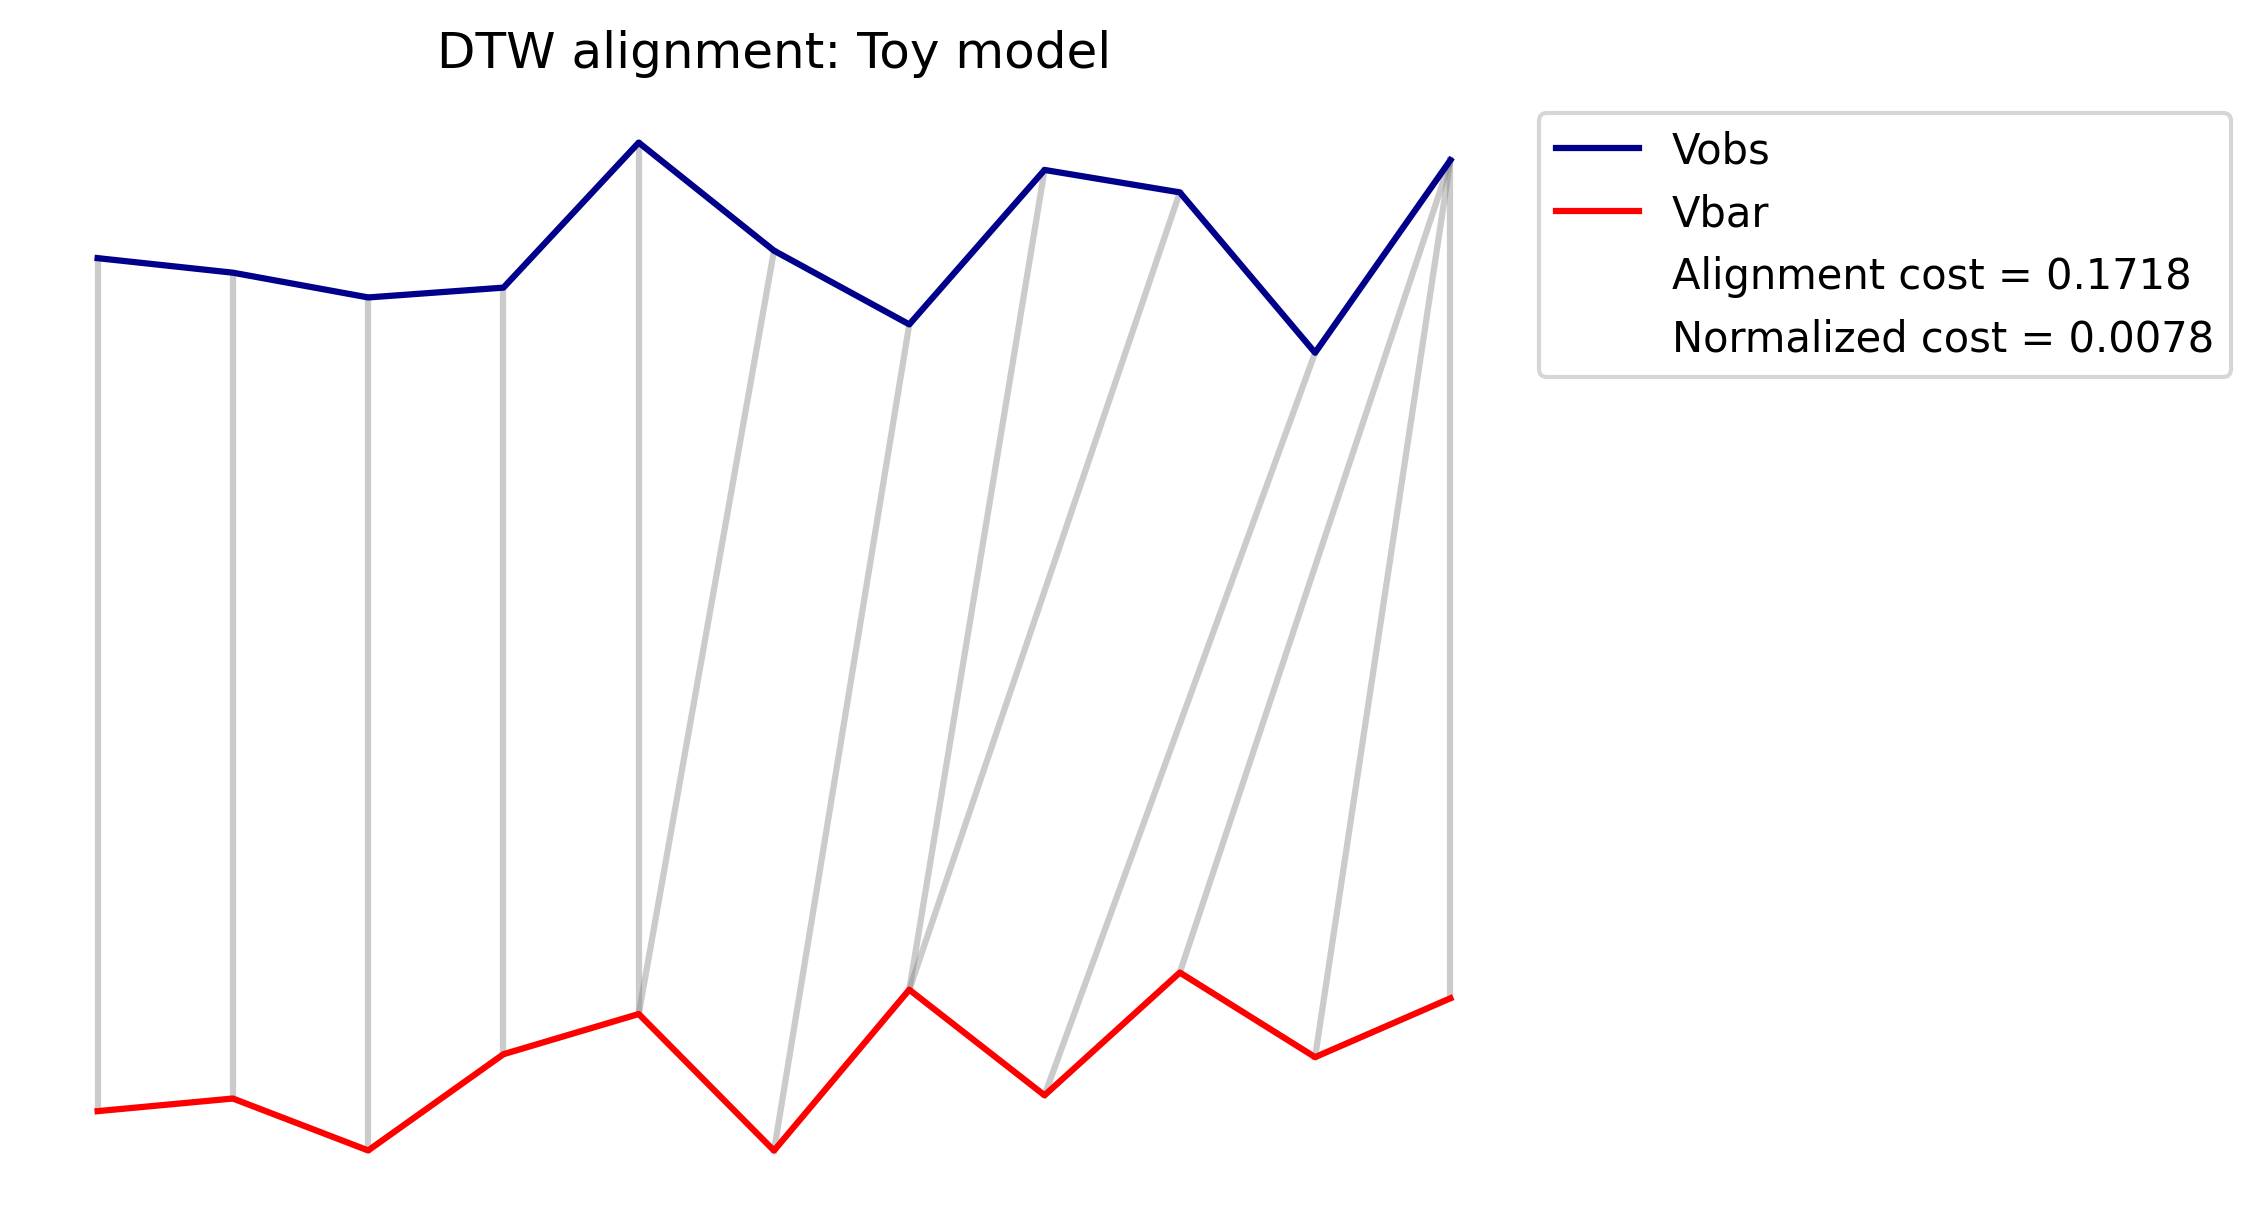 DTW alignment: Toy model
Vobs
Vbar
Alignment cost = 0.1718
Normalized cost = 0.0078